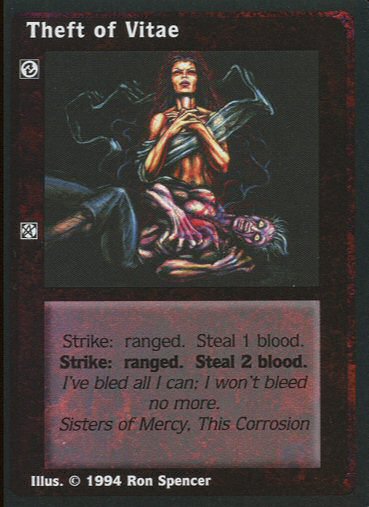 Theft of Vitae
Strike: ranged. Steal 1 blood.
Strike: ranged. Steal 2 blood.
I've bled all I can; I won't bleed
no more.
Sisters of Mercy, This Corrosion
Illus. © 1994 Ron Spencer